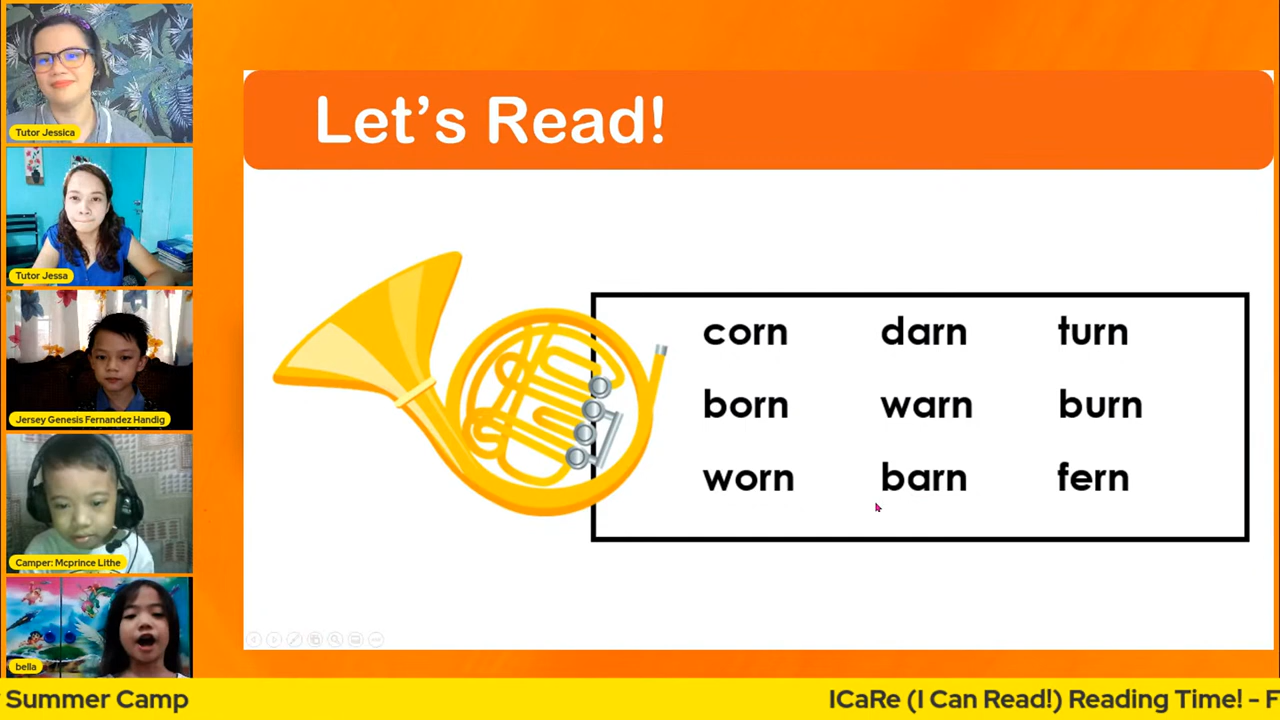 Tutor Jessica
Tutor Jessa
Jersey Genesis Fernandez Handig
Camper: Mcprince Lithe
bella
Let's Read!
corn darn turn
born warn burn
worn barn fern
Summer Camp ICaRe (I Can Read!) Reading Time! - F